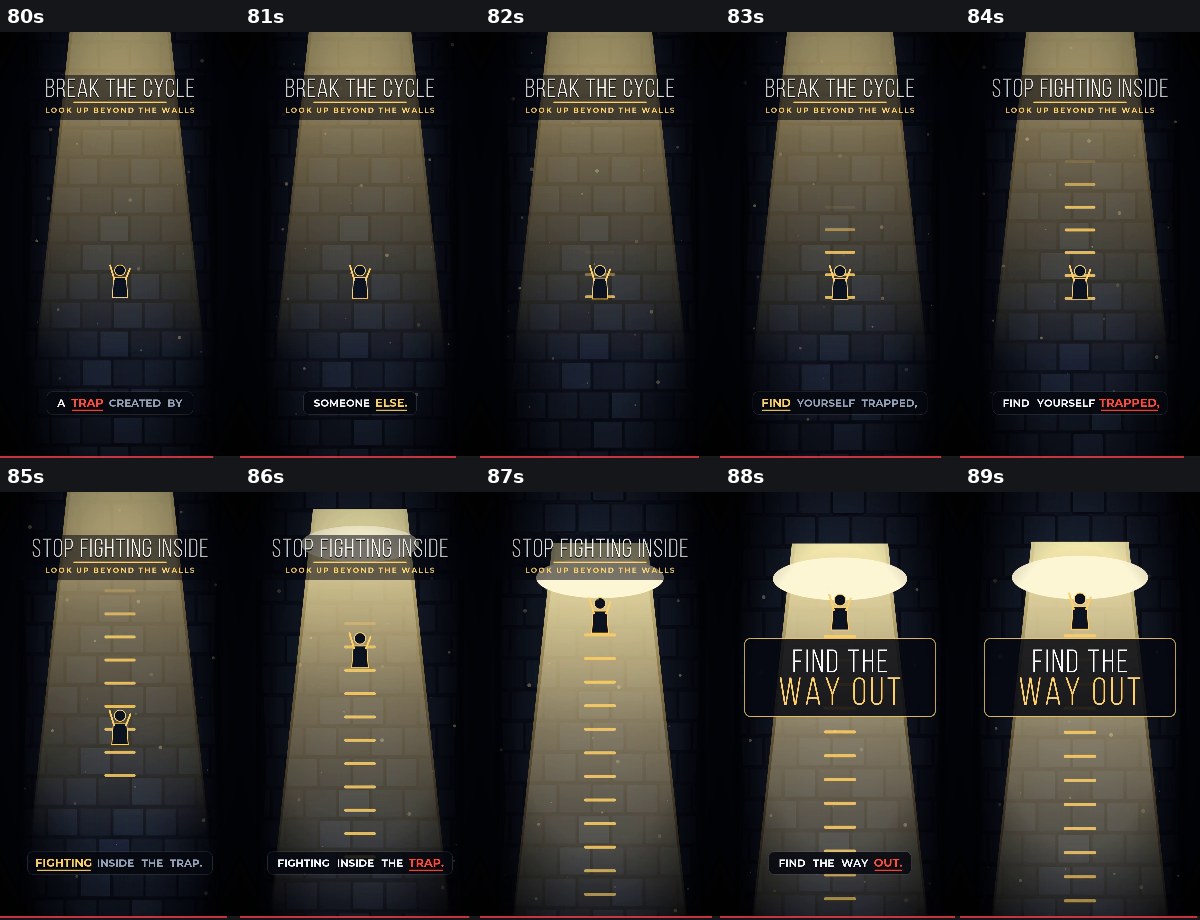 80s
BREAK THE CYCLE
LOOK UP BEYOND THE WALLS
A TRAP CREATED BY
81s
BREAK THE CYCLE
LOOK UP BEYOND THE WALLS
SOMEONE ELSE.
82s
BREAK THE CYCLE
LOOK UP BEYOND THE WALLS
83s
BREAK THE CYCLE
LOOK UP BEYOND THE WALLS
FIND YOURSELF TRAPPED,
84s
STOP FIGHTING INSIDE
LOOK UP BEYOND THE WALLS
FIND YOURSELF TRAPPED,
85s
STOP FIGHTING INSIDE
LOOK UP BEYOND THE WALLS
FIGHTING INSIDE THE TRAP.
86s
STOP FIGHTING INSIDE
LOOK UP BEYOND THE WALLS
FIGHTING INSIDE THE TRAP.
87s
STOP FIGHTING INSIDE
LOOK UP BEYOND THE WALLS
88s
FIND THE
WAY OUT
FIND THE WAY OUT.
89s
FIND THE
WAY OUT